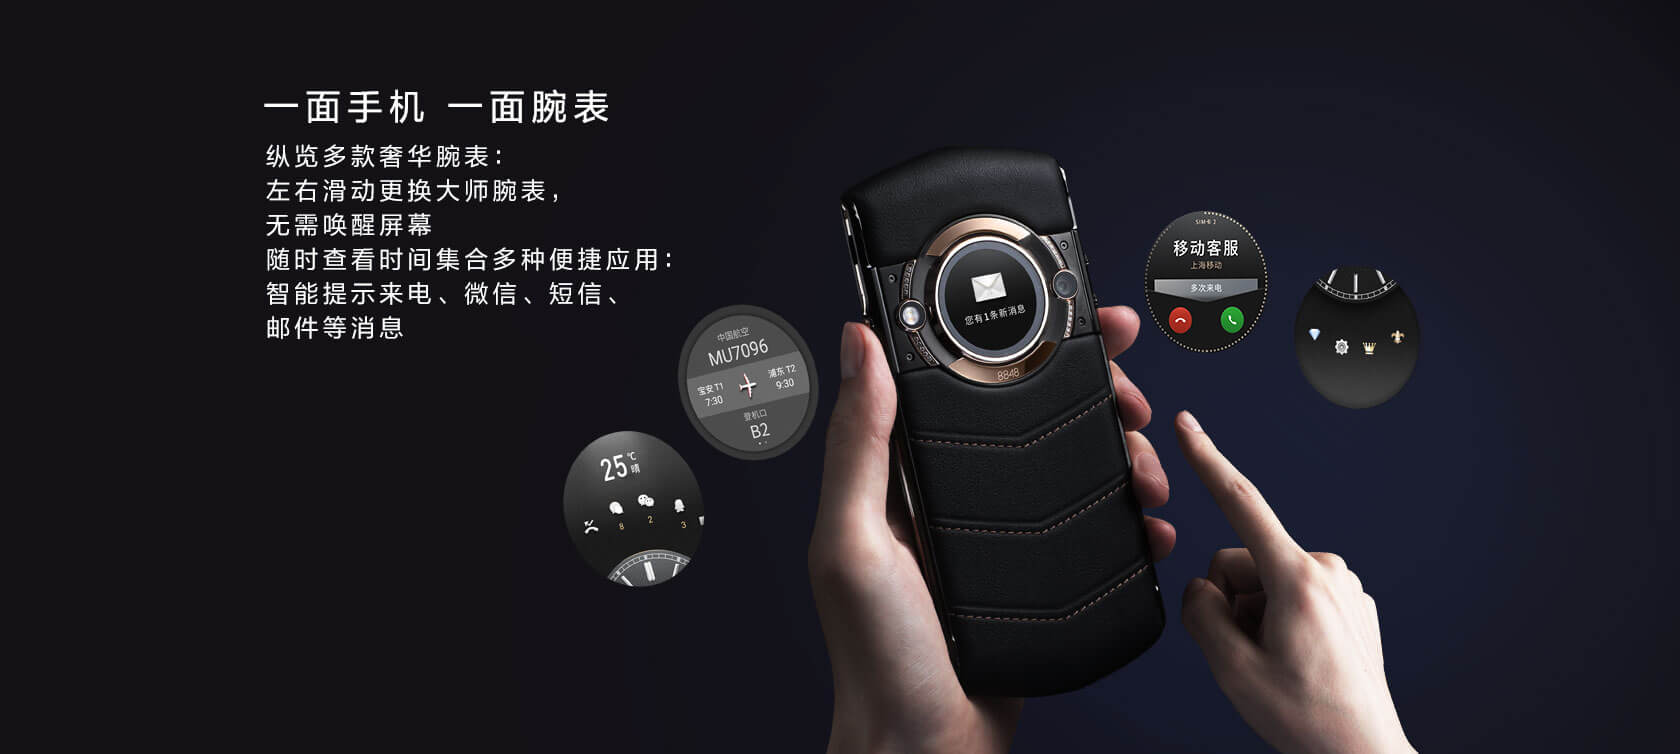 一面手机 一面腕表
纵览多款奢华腕表：
左右滑动更换大师腕表，
无需唤醒屏幕
随时查看时间集合多种便捷应用：
智能提示来电、微信、短信、
邮件等消息
中国航空
MU7096
宝安 T1
7:30
浦东 T2
9:30
登机口
B2
25℃
晴
8
2
3
您有1条新消息
8848
移动客服
上海移动
多次来电